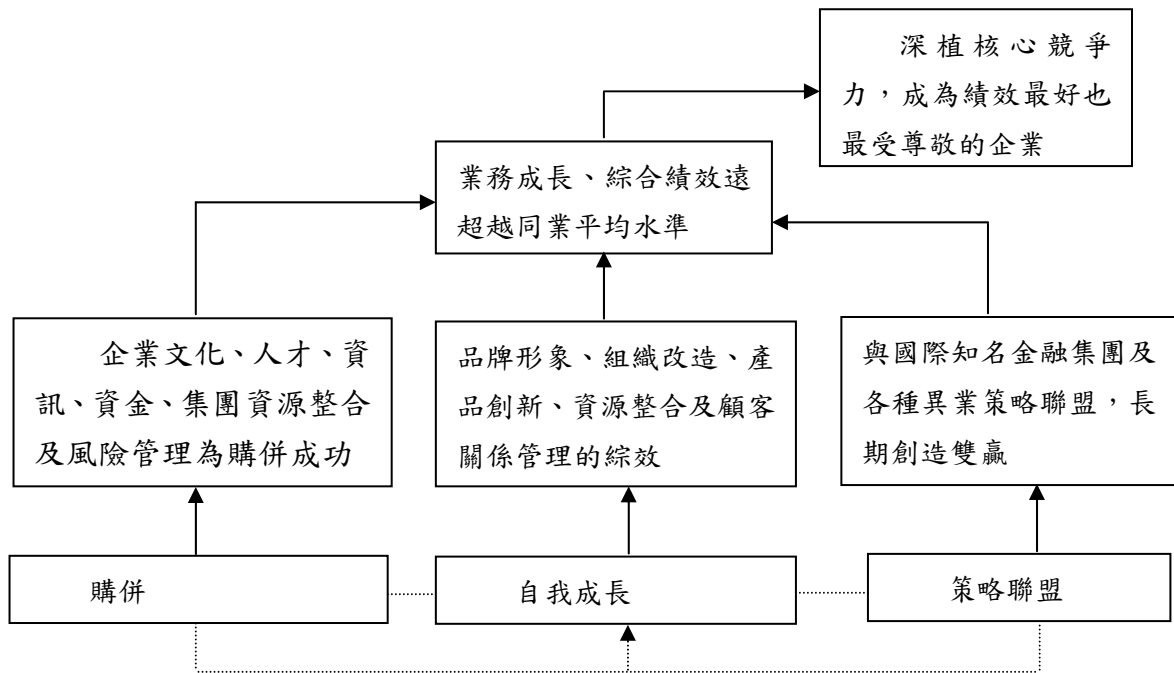 深植核心競爭
力，成為績效最好也
最受尊敬的企業
業務成長、綜合績效遠
超越同業平均水準
企業文化、人才、資
訊、資金、集團資源整合
及風險管理為購併成功
品牌形象、組織改造、產
品創新、資源整合及顧客
關係管理的綜效
與國際知名金融集團及
各種異業策略聯盟，長
期創造雙贏
購併
自我成長
策略聯盟